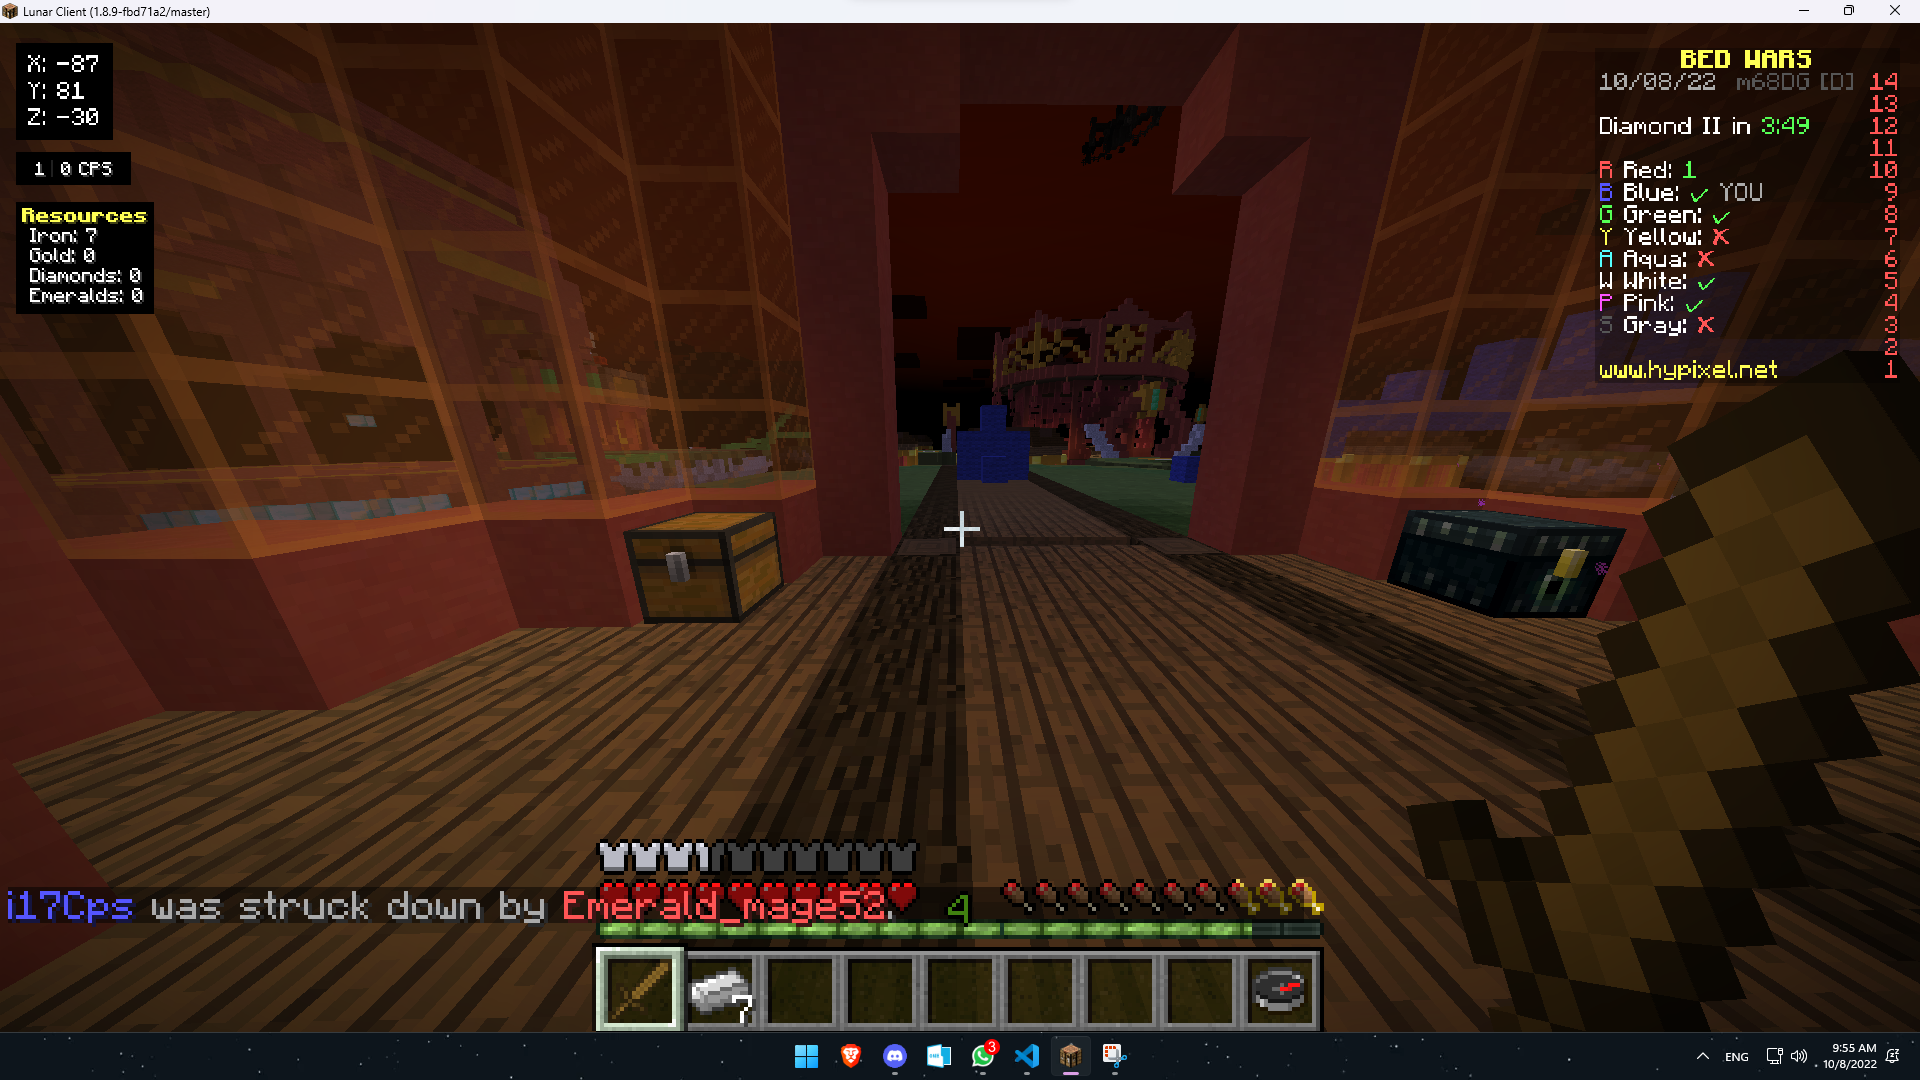 Lunar Client (1.8.9-fbd71a2/master)
X: -87
Y: 81
Z: -30
1 | 0 CPS
Resources
Iron: 7
Gold: 0
Diamonds: 0
Emeralds: 0
BED WARS
10/08/22 m68DG [D] 14
13
Diamond II in 3:49 12
11
R Red: 1 10
B Blue: ✓ YOU 9
G Green: ✓ 8
Y Yellow: ✗ 7
A Aqua: ✗ 6
W White: ✓ 5
P Pink: ✓ 4
S Gray: ✗ 3
2
www.hypixel.net 1
i17Cps was struck down by Emerald_mage52.
4
7
3
ENG
9:55 AM
10/8/2022